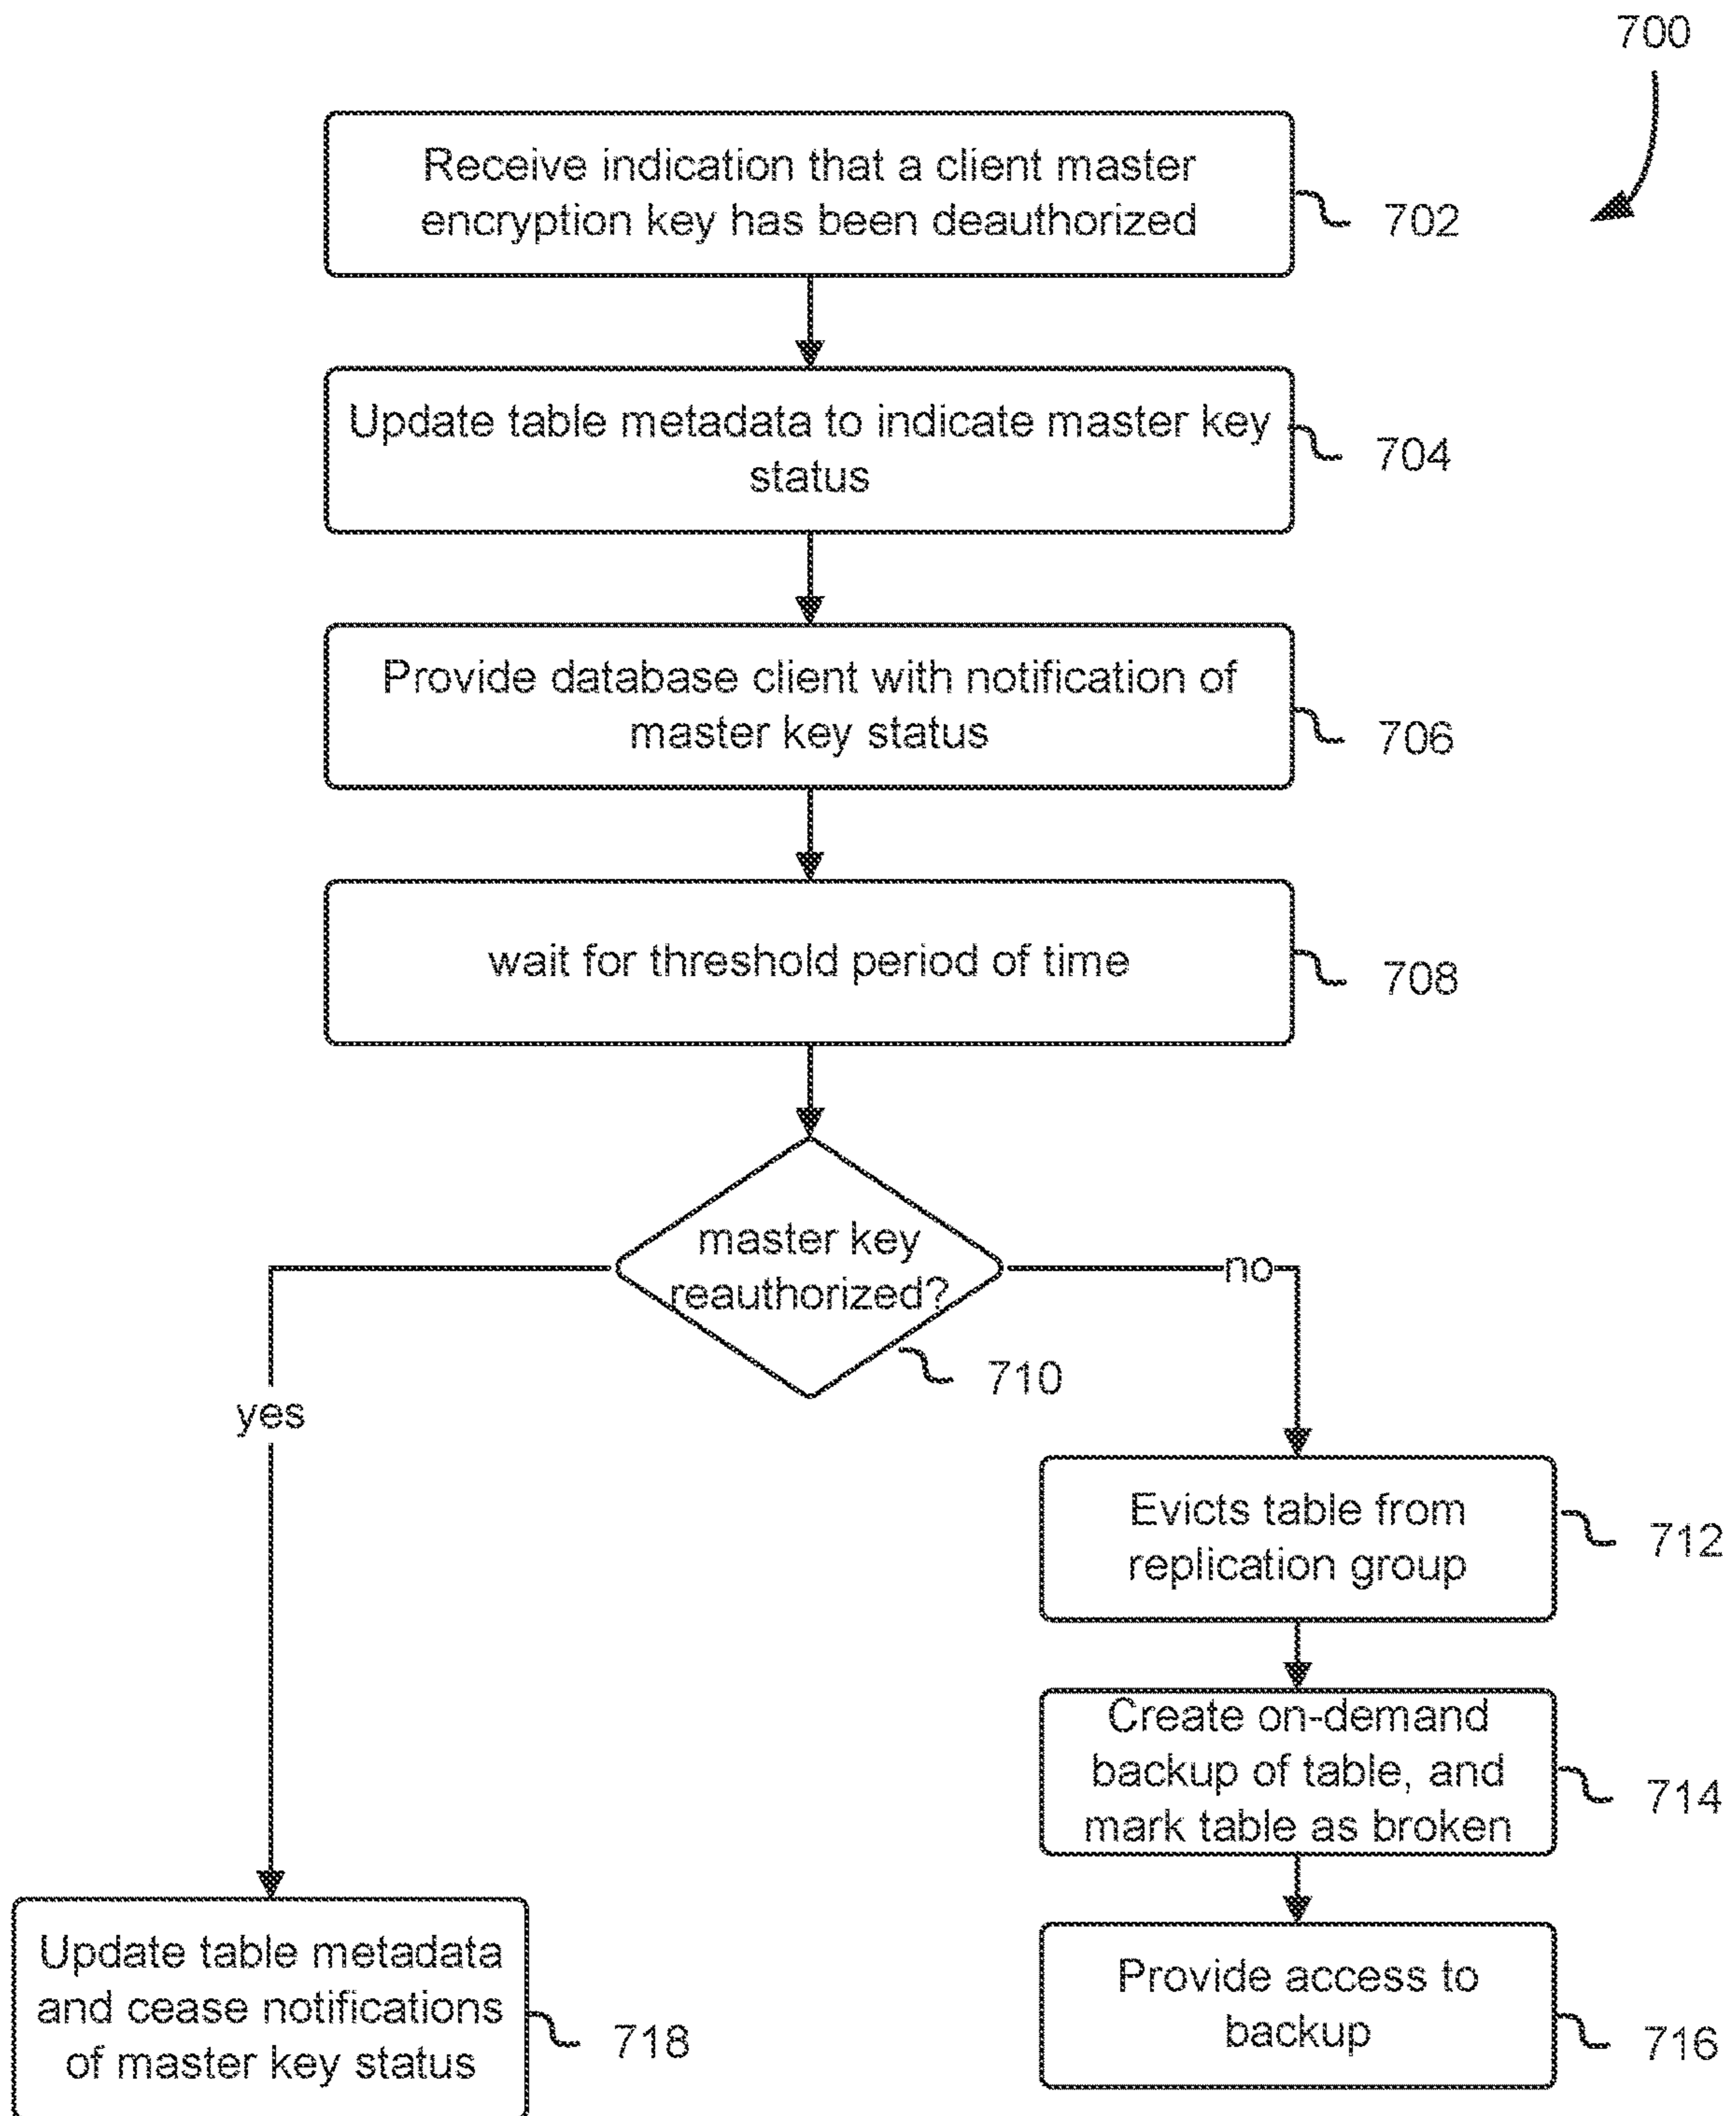 700
Receive indication that a client master
encryption key has been deauthorized
702
Update table metadata to indicate master key
status
704
Provide database client with notification of
master key status
706
wait for threshold period of time
708
master key
reauthorized?
710
no
yes
Evicts table from
replication group
712
Create on-demand
backup of table, and
mark table as broken
714
Provide access to
backup
716
Update table metadata
and cease notifications
of master key status
718